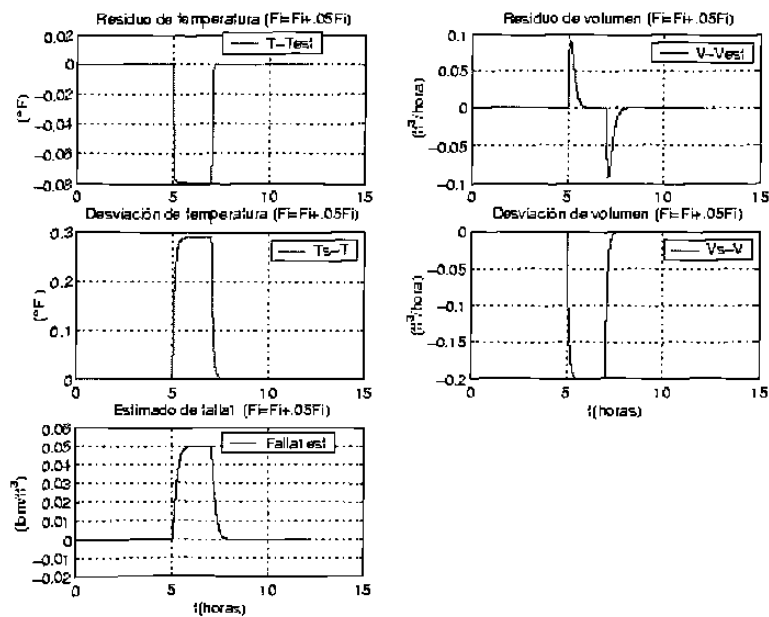 Residuo de temperatura (Fi=Fi+.05Fi)
0.02
0
−0.02
−0.04
−0.06
−0.08
(°F)
T−Test
0 5 10 15
Residuo de volumen (Fi=Fi+.05Fi)
0.1
0.05
0
−0.05
−0.1
(ft³/hora)
V−Vest
0 5 10 15
Desviación de temperatura (Fi=Fi+.05Fi)
0.3
0.2
0.1
0
(°F)
Ts−T
0 5 10 15
Desviación de volumen (Fi=Fi+.05Fi)
0
−0.05
−0.1
−0.15
−0.2
(ft³/hora)
Vs−V
0 5 10 15
t(horas)
Estimado de falla1 (Fi=Fi+.05Fi)
0.06
0.05
0.04
0.03
0.02
0.01
0
−0.01
−0.02
(lbm/ft³)
Falla1est
0 5 10 15
t(horas)